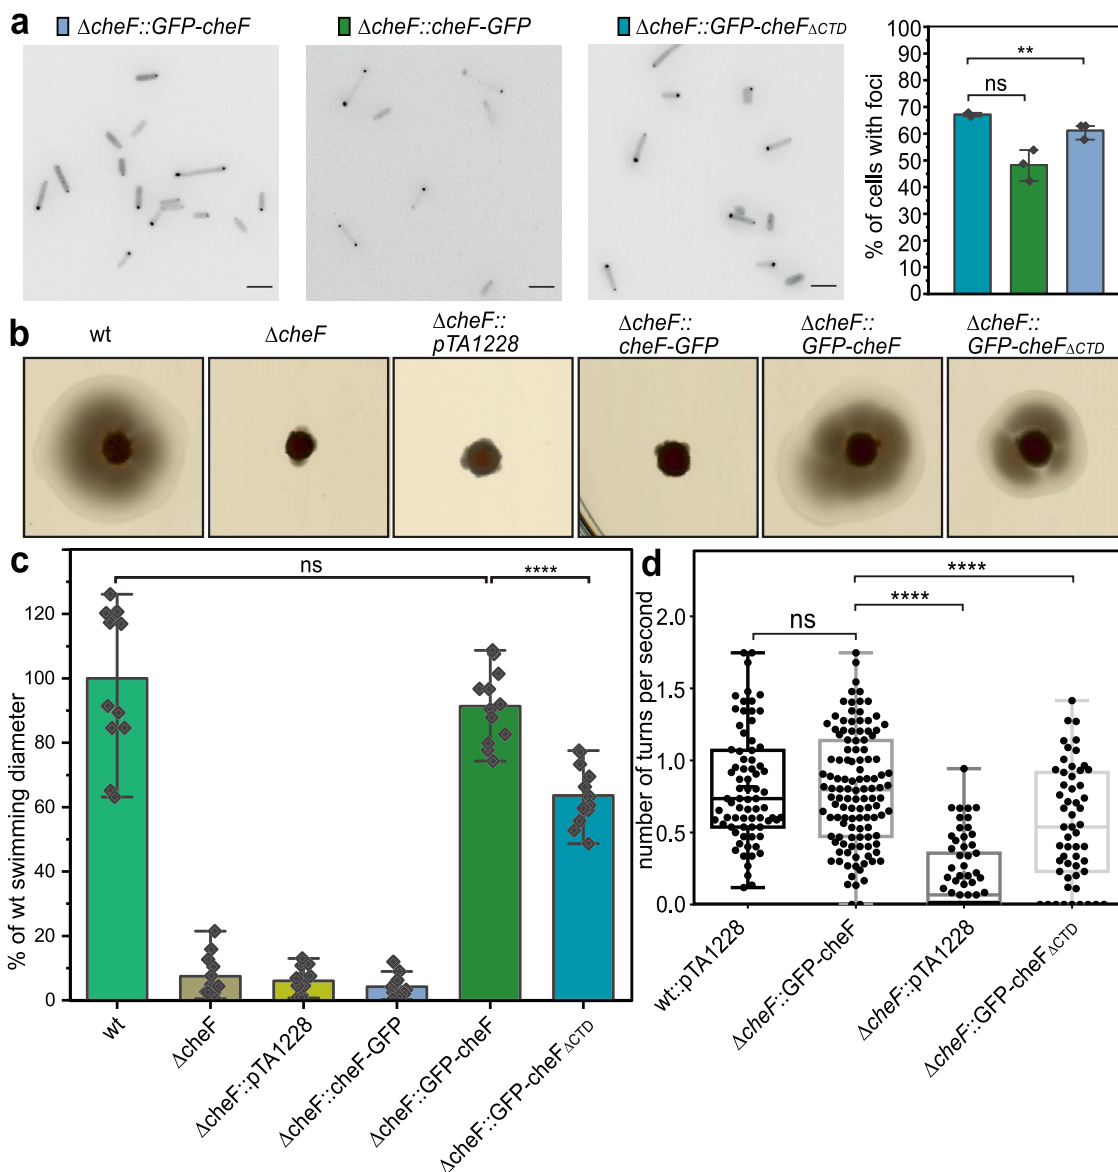 a
ΔcheF::GFP-cheF
ΔcheF::cheF-GFP
ΔcheF::GFP-cheFΔCTD
% of cells with foci
100
90
80
70
60
50
40
30
20
10
0
**
ns
b
wt
ΔcheF
ΔcheF::
pTA1228
ΔcheF::
cheF-GFP
ΔcheF::
GFP-cheF
ΔcheF::
GFP-cheFΔCTD
c
% of wt swimming diameter
120
100
80
60
40
20
0
ns
****
wt
ΔcheF
ΔcheF::pTA1228
ΔcheF::cheF-GFP
ΔcheF::GFP-cheF
ΔcheF::GFP-cheFΔCTD
d
number of turns per second
2.0
1.5
1.0
0.5
0.0
****
****
ns
wt::pTA1228
ΔcheF::GFP-cheF
ΔcheF::pTA1228
ΔcheF::GFP-cheFΔCTD